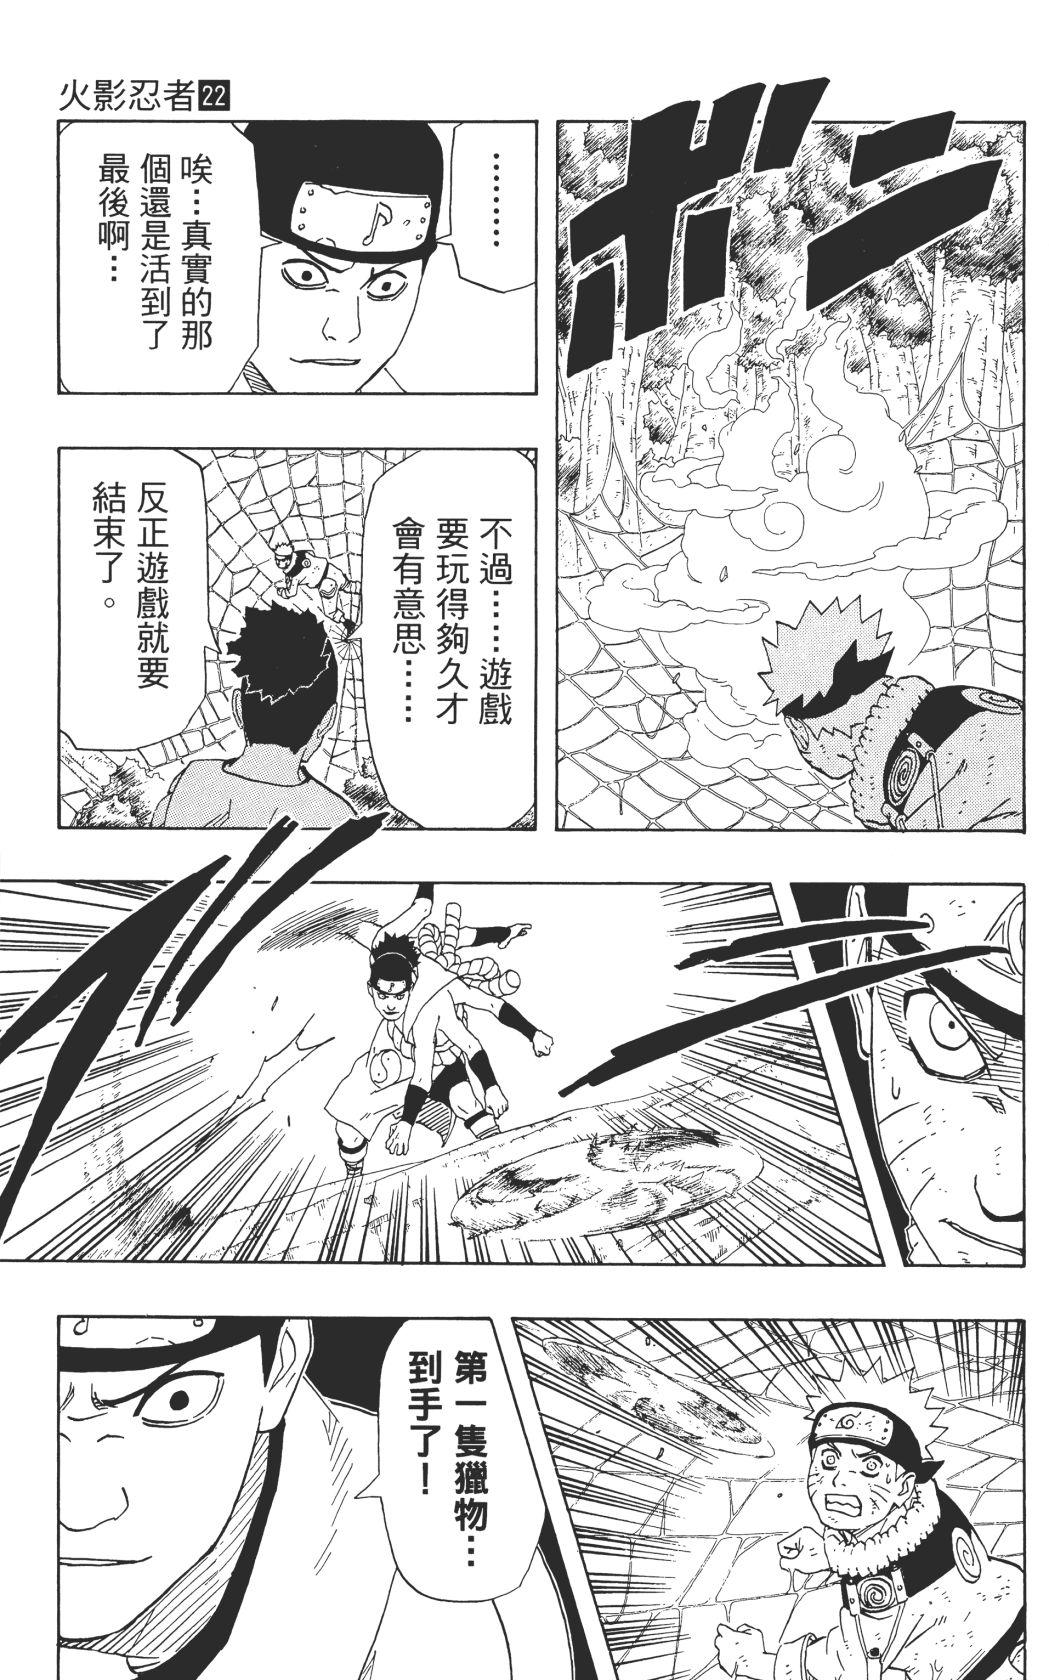 火影忍者22
ボン
………
唉…真實的那
個還是活到了
最後啊…
不過……遊戲
要玩得夠久才
會有意思……
反正遊戲就要
結束了。
第一隻獵物…
到手了！